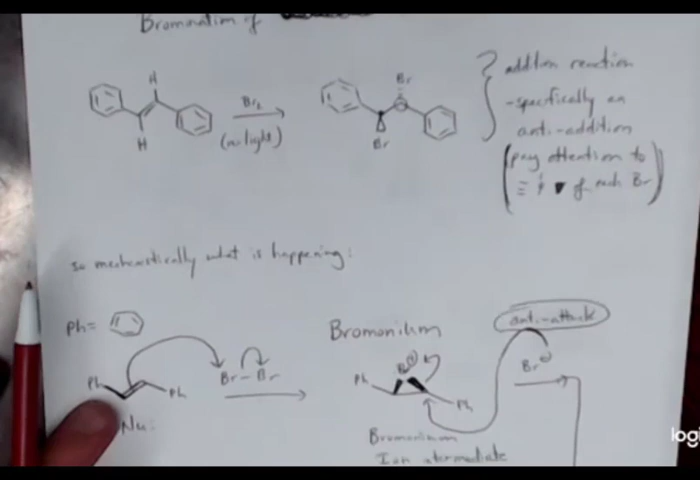 Bromination of
H
Br₂
(no light)
H
Br
Br
addition reaction
-specifically an
anti-addition
(pay attention to
of each Br)
so mechanistically what is happening:
Ph=
Bromonium
anti-attack
Ph
Ph
Br-Br
Ph
Br⊕
Ph
Br⊖
Nu:
Bromonium
Ion intermediate
logi